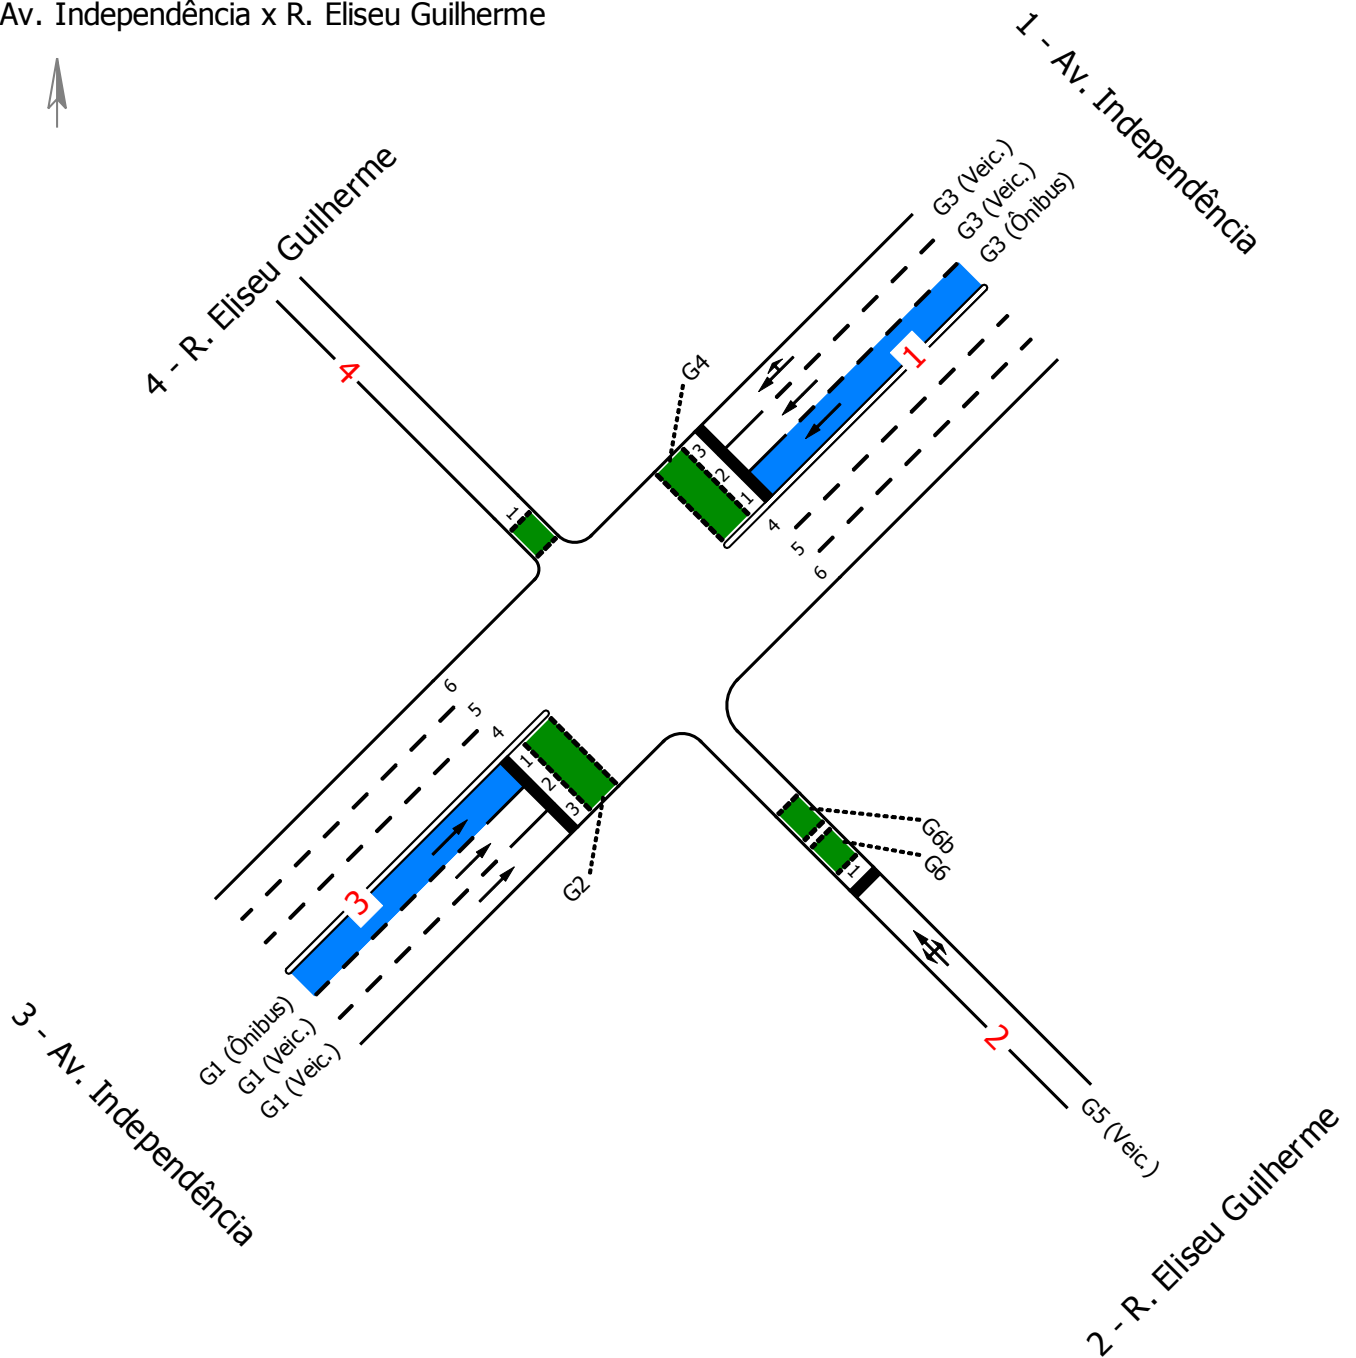 Av. Independência x R. Eliseu Guilherme
1 - Av. Independência
G3 (Veic.)
G3 (Veic.)
G3 (Ônibus)
4 - R. Eliseu Guilherme
4
1
G4
3
2
1
4
5
6
1
6
5
4
1
2
3
3
G2
G6b
G6
1
2
G1 (Ônibus)
G1 (Veic.)
G1 (Veic.)
G5 (Veic.)
3 - Av. Independência
2 - R. Eliseu Guilherme